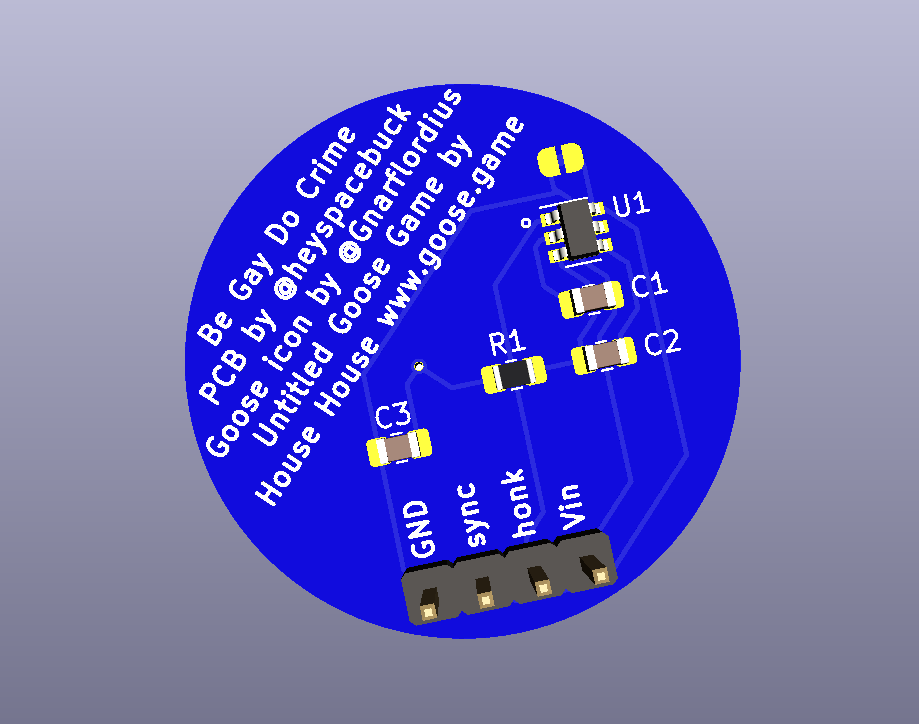 Be Gay Do Crime
PCB by @heyspacebuck
Goose icon by @Gnarflordius
Untitled Goose Game by
House House www.goose.game
U1
C1
C2
R1
C3
GND
sync
honk
Vin